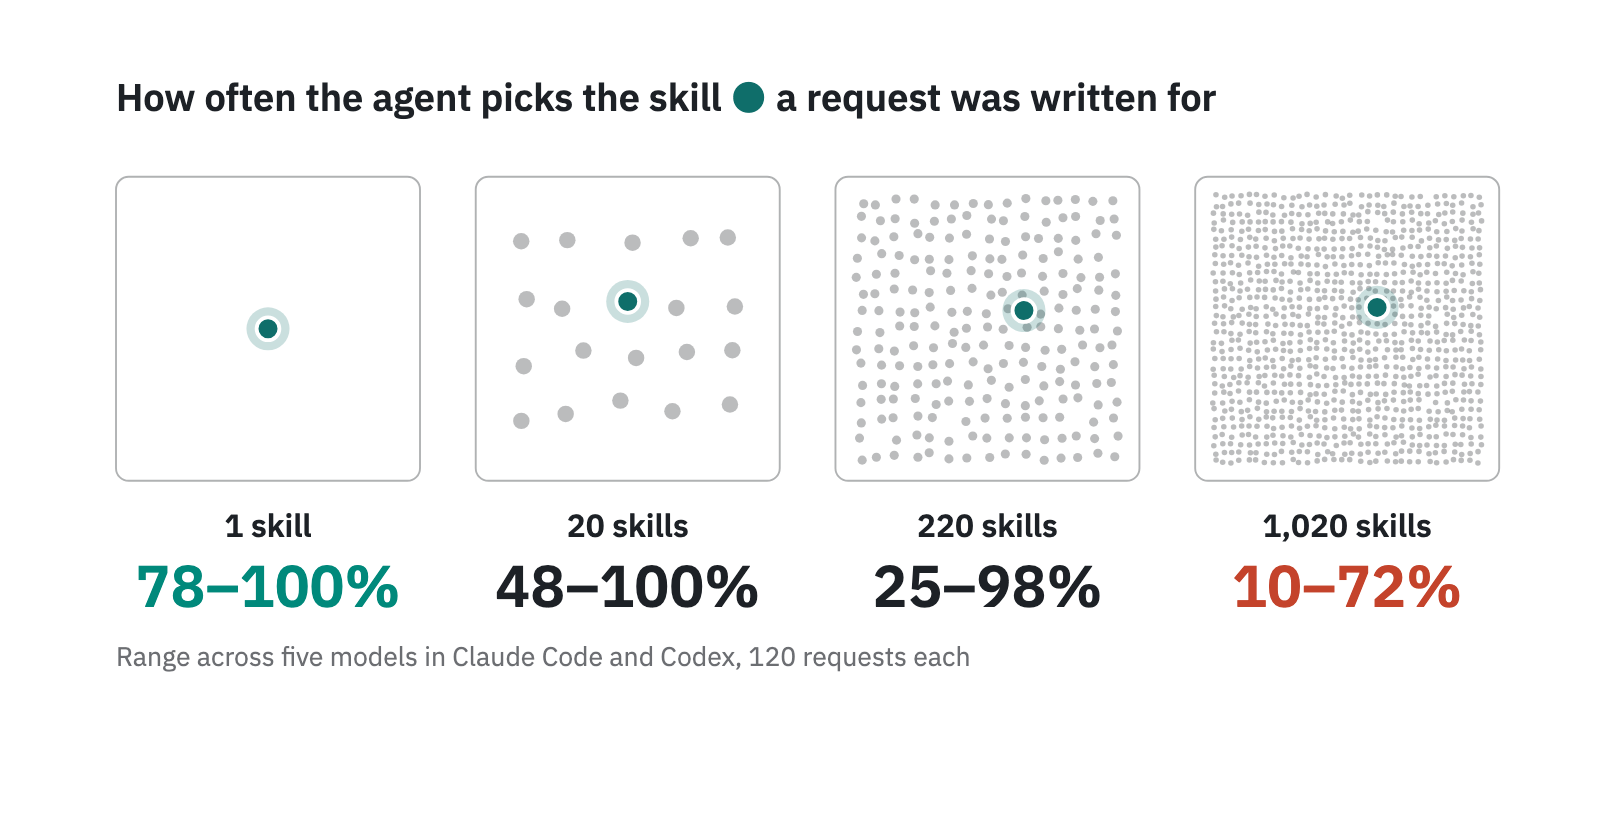 How often the agent picks the skill a request was written for
1 skill
78–100%
20 skills
48–100%
220 skills
25–98%
1,020 skills
10–72%
Range across five models in Claude Code and Codex, 120 requests each